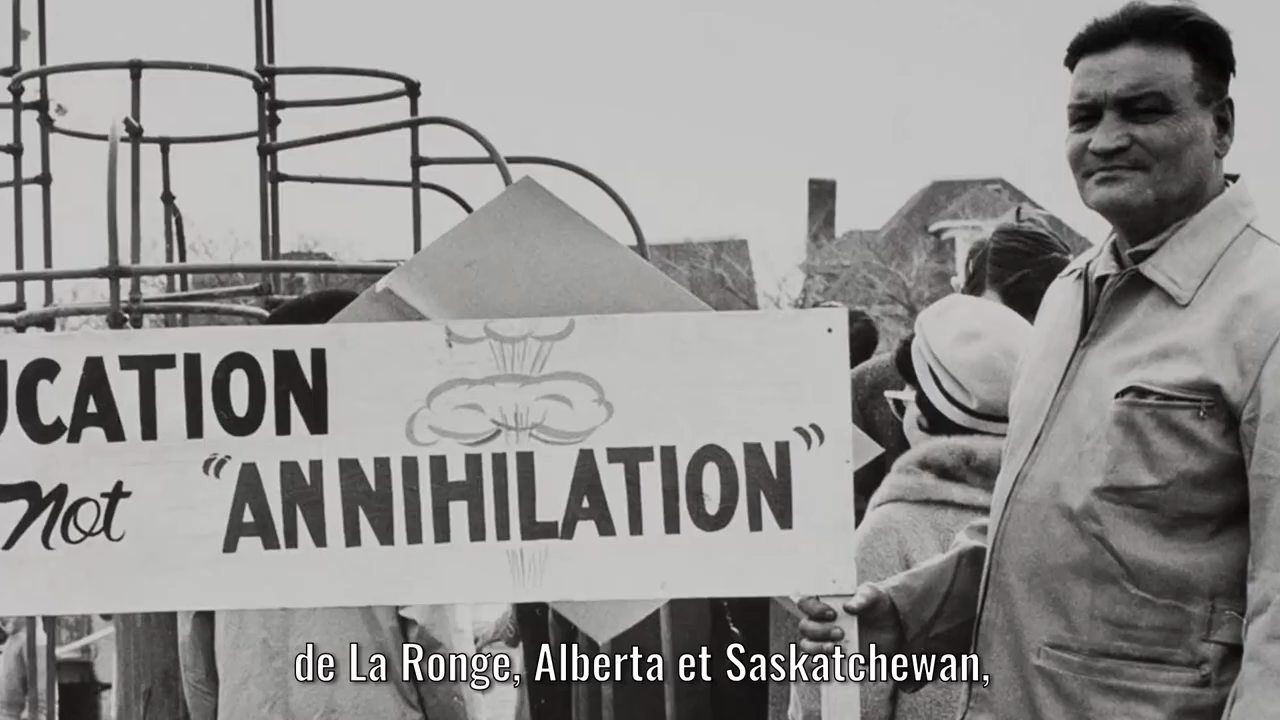 UCATION
Not "ANNIHILATION"
de La Ronge, Alberta et Saskatchewan,